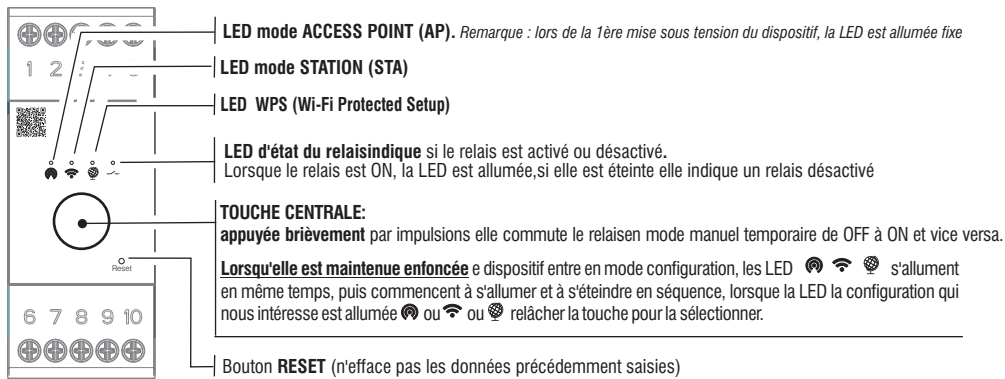 LED mode ACCESS POINT (AP). Remarque : lors de la 1ère mise sous tension du dispositif, la LED est allumée fixe
1 2
LED mode STATION (STA)
LED WPS (Wi-Fi Protected Setup)
LED d'état du relaisindique si le relais est activé ou désactivé.
Lorsque le relais est ON, la LED est allumée,si elle est éteinte elle indique un relais désactivé
TOUCHE CENTRALE:
appuyée brièvement par impulsions elle commute le relaisen mode manuel temporaire de OFF à ON et vice versa.
Lorsqu'elle est maintenue enfoncée e dispositif entre en mode configuration, les LED s'allument
en même temps, puis commencent à s'allumer et à s'éteindre en séquence, lorsque la LED la configuration qui
nous intéresse est allumée ou ou relâcher la touche pour la sélectionner.
Reset
6 7 8 9 10
Bouton RESET (n'efface pas les données précédemment saisies)